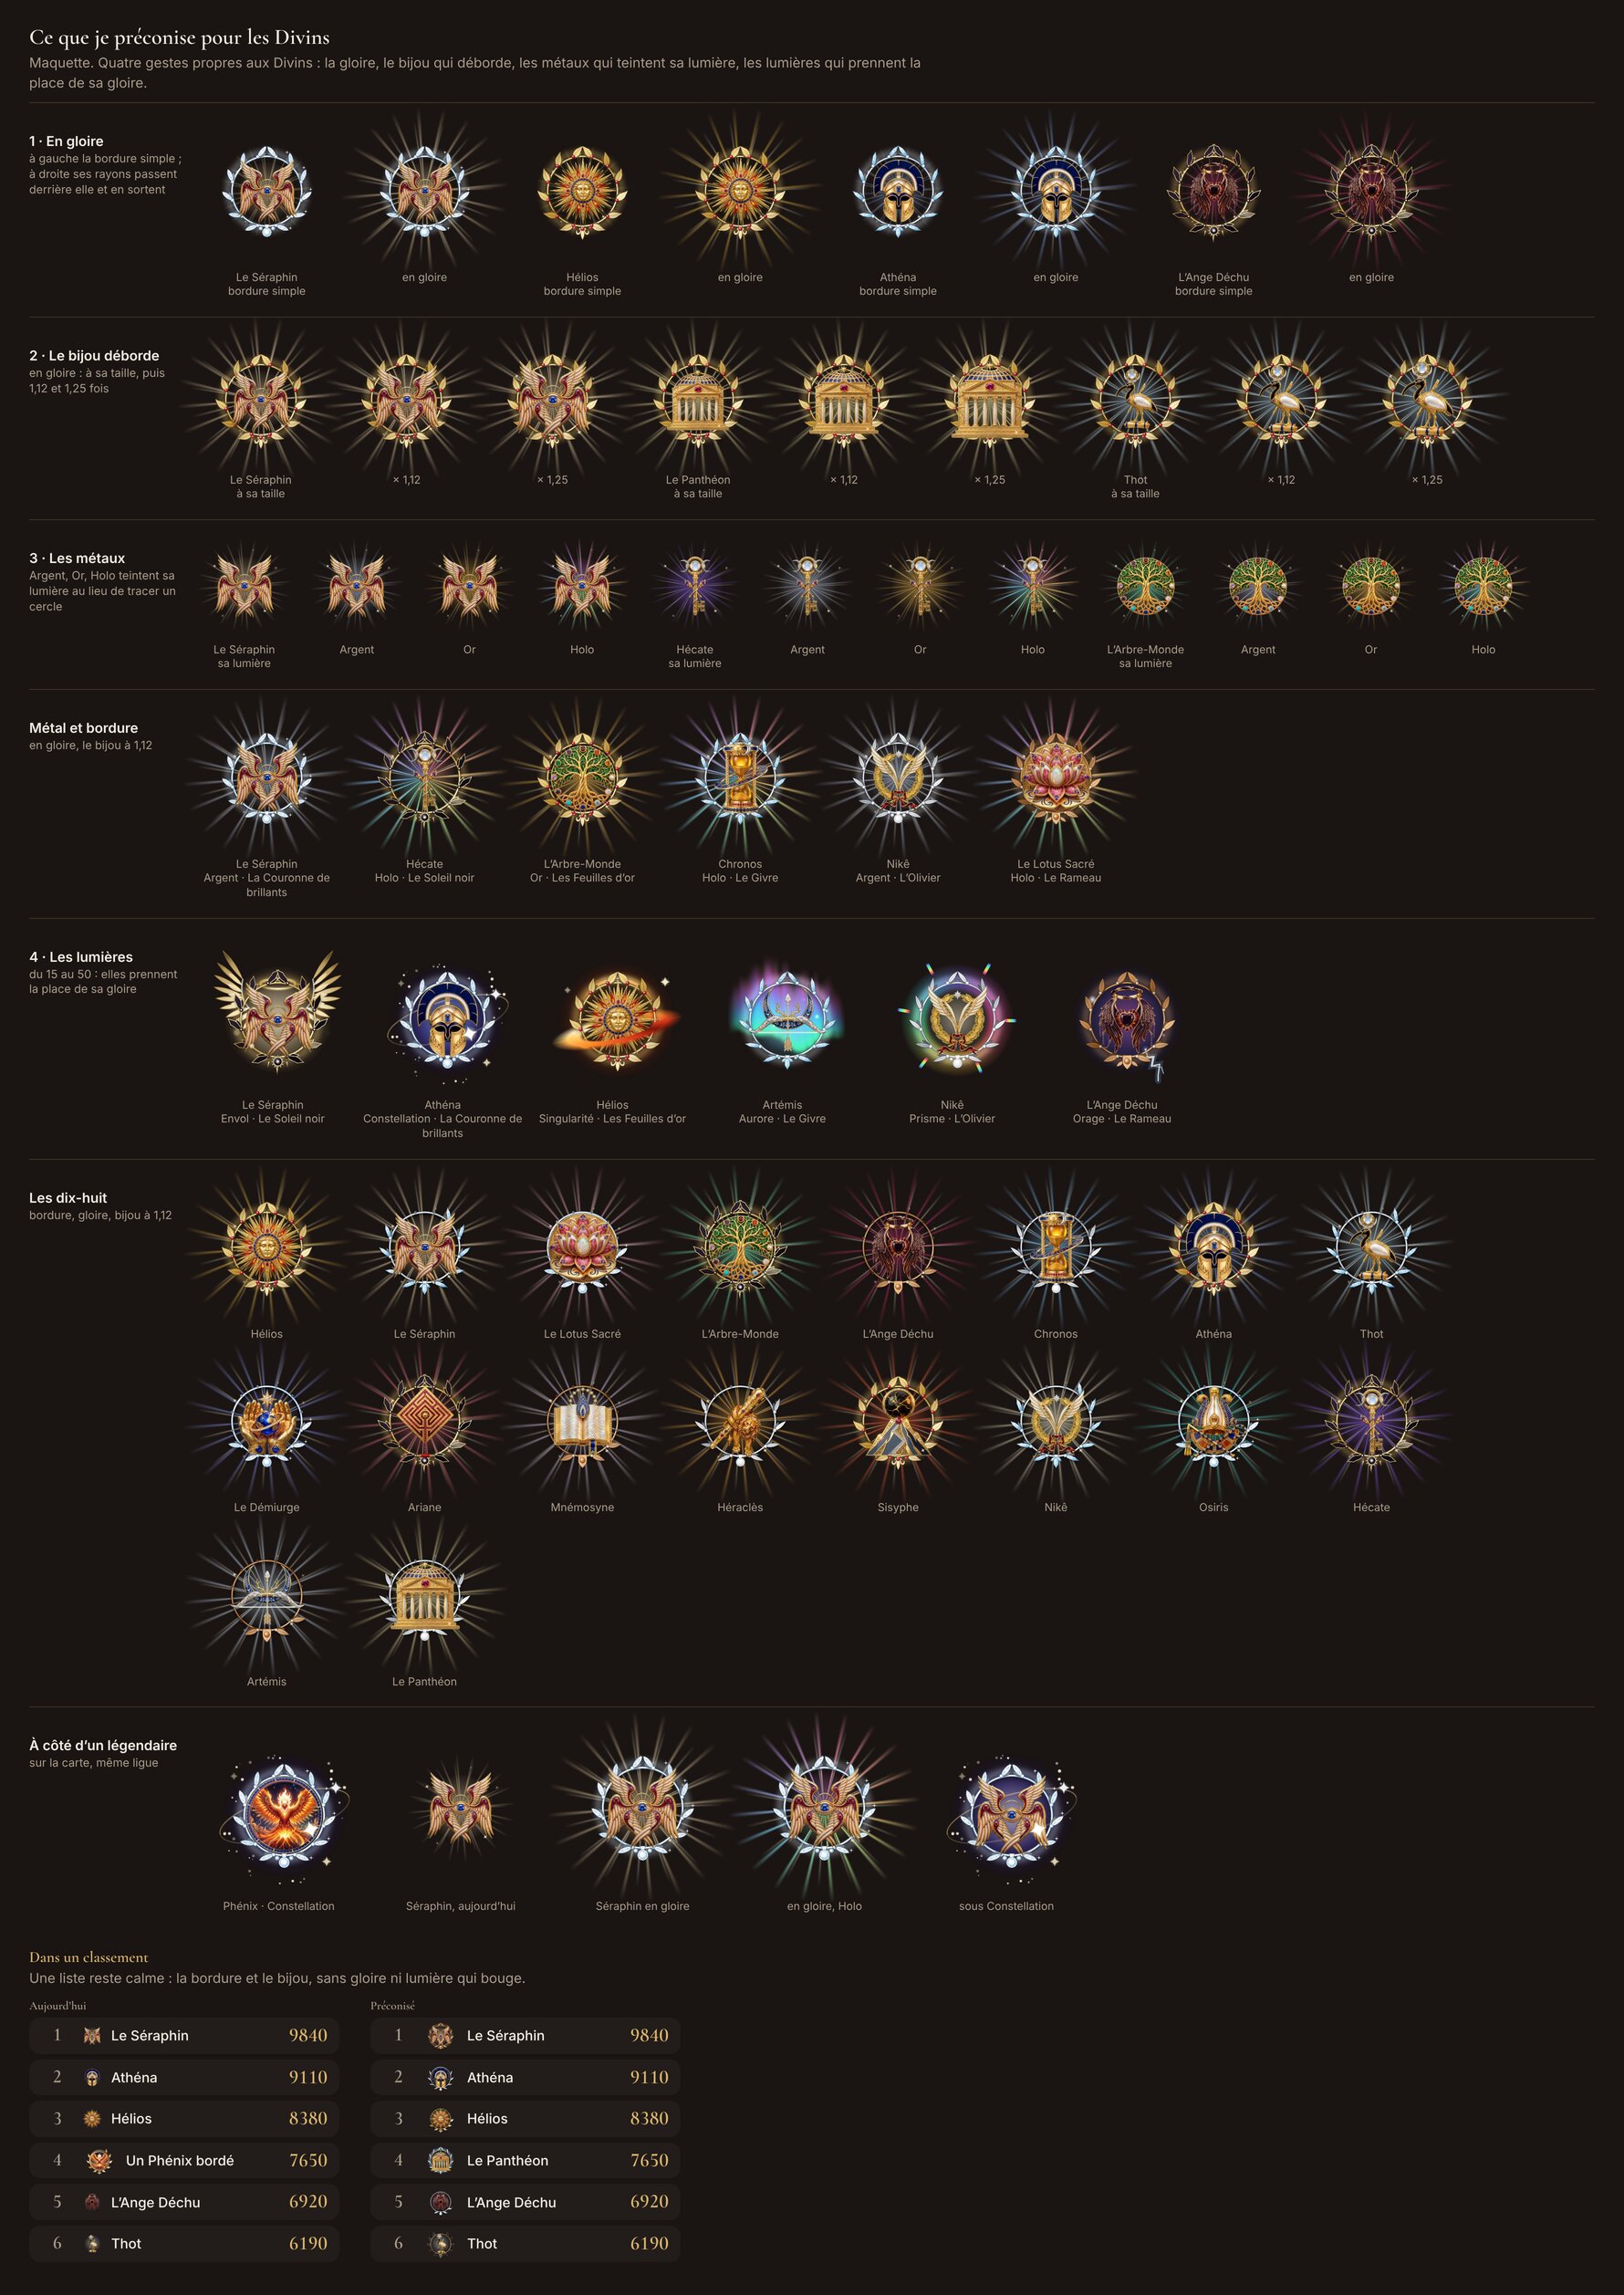 Ce que je préconise pour les Divins
Maquette. Quatre gestes propres aux Divins : la gloire, le bijou qui déborde, les métaux qui teintent sa lumière, les lumières qui prennent la
place de sa gloire.
1 · En gloire
à gauche la bordure simple ;
à droite ses rayons passent
derrière elle et en sortent
Le Séraphin
bordure simple
en gloire
Hélios
bordure simple
en gloire
Athéna
bordure simple
en gloire
L’Ange Déchu
bordure simple
en gloire
2 · Le bijou déborde
en gloire : à sa taille, puis
1,12 et 1,25 fois
Le Séraphin
à sa taille
× 1,12
× 1,25
Le Panthéon
à sa taille
× 1,12
× 1,25
Thot
à sa taille
× 1,12
× 1,25
3 · Les métaux
Argent, Or, Holo teintent sa
lumière au lieu de tracer un
cercle
Le Séraphin
sa lumière
Argent
Or
Holo
Hécate
sa lumière
Argent
Or
Holo
L’Arbre-Monde
sa lumière
Argent
Or
Holo
Métal et bordure
en gloire, le bijou à 1,12
Le Séraphin
Argent · La Couronne de
brillants
Hécate
Holo · Le Soleil noir
L’Arbre-Monde
Or · Les Feuilles d’or
Chronos
Holo · Le Givre
Nikê
Argent · L’Olivier
Le Lotus Sacré
Holo · Le Rameau
4 · Les lumières
du 15 au 50 : elles prennent
la place de sa gloire
Le Séraphin
Envol · Le Soleil noir
Athéna
Constellation · La Couronne de
brillants
Hélios
Singularité · Les Feuilles d’or
Artémis
Aurore · Le Givre
Nikê
Prisme · L’Olivier
L’Ange Déchu
Orage · Le Rameau
Les dix-huit
bordure, gloire, bijou à 1,12
Hélios
Le Séraphin
Le Lotus Sacré
L’Arbre-Monde
L’Ange Déchu
Chronos
Athéna
Thot
Le Démiurge
Ariane
Mnémosyne
Héraclès
Sisyphe
Nikê
Osiris
Hécate
Artémis
Le Panthéon
À côté d’un légendaire
sur la carte, même ligue
Phénix · Constellation
Séraphin, aujourd’hui
Séraphin en gloire
en gloire, Holo
sous Constellation
Dans un classement
Une liste reste calme : la bordure et le bijou, sans gloire ni lumière qui bouge.
Aujourd’hui
1 Le Séraphin 9840
2 Athéna 9110
3 Hélios 8380
4 Un Phénix bordé 7650
5 L’Ange Déchu 6920
6 Thot 6190
Préconisé
1 Le Séraphin 9840
2 Athéna 9110
3 Hélios 8380
4 Le Panthéon 7650
5 L’Ange Déchu 6920
6 Thot 6190